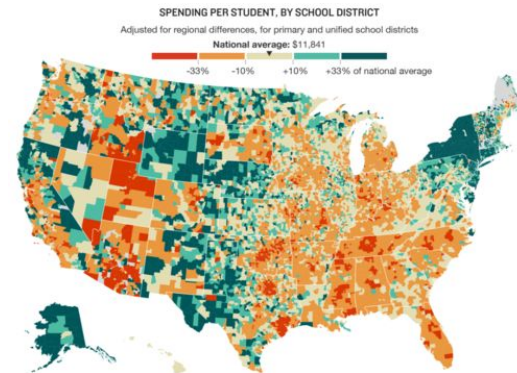 SPENDING PER STUDENT, BY SCHOOL DISTRICT
Adjusted for regional differences, for primary and unified school districts
National average: $11,841
-33% -10% +10% +33% of national average